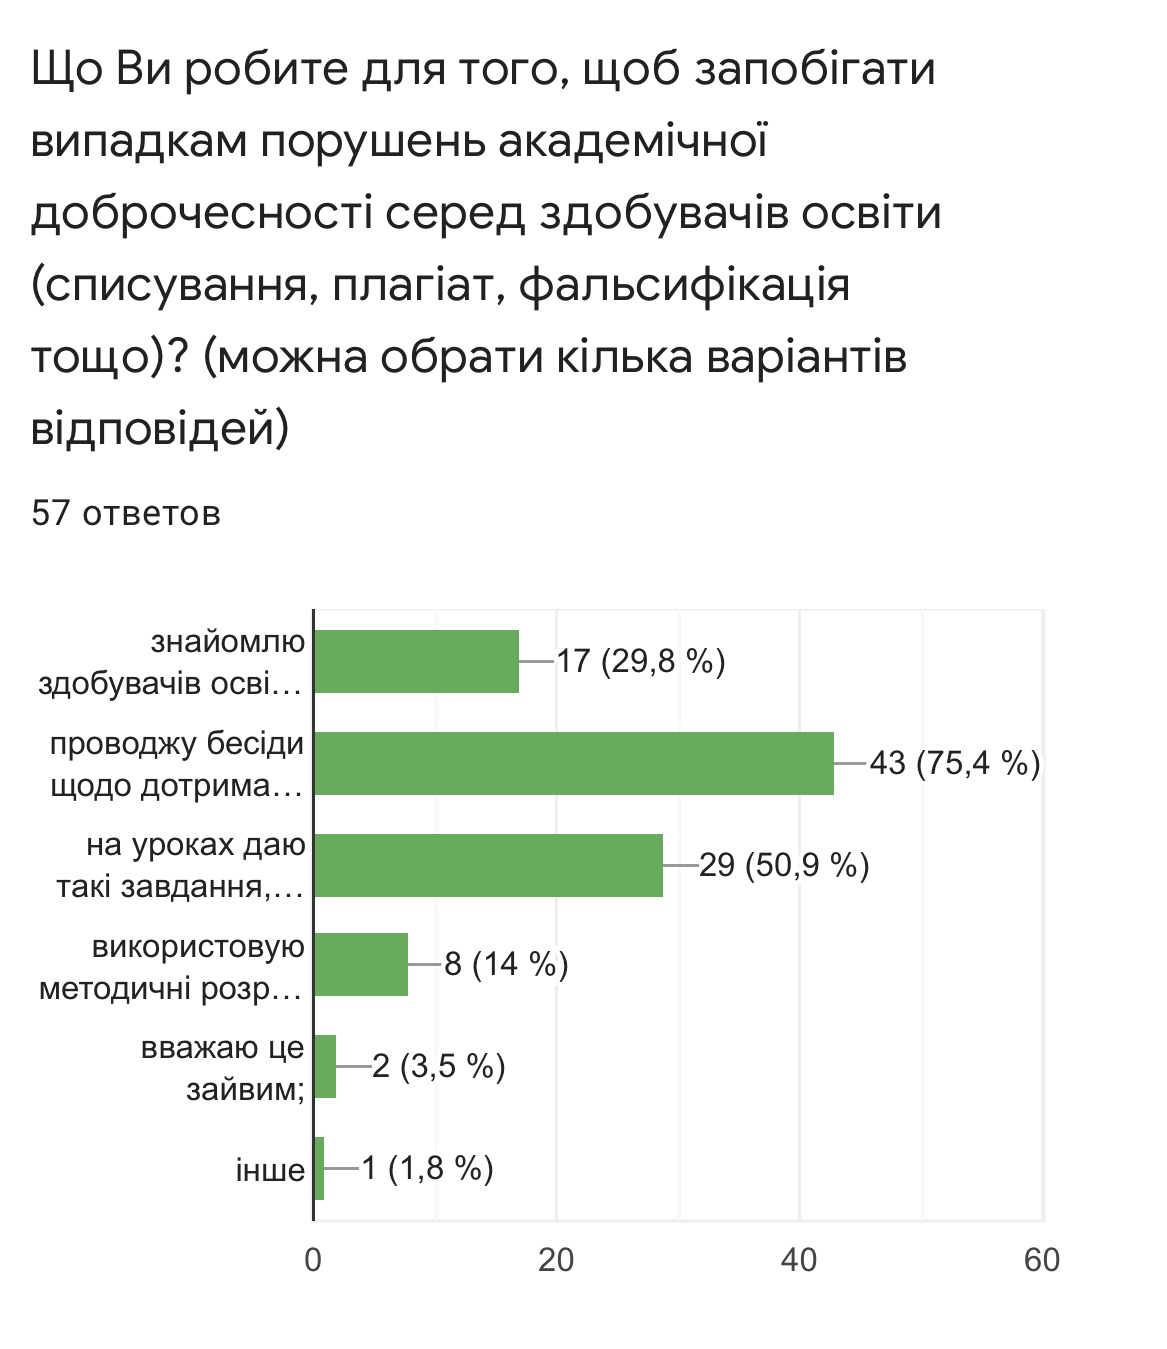 Що Ви робите для того, щоб запобігати
випадкам порушень академічної
доброчесності серед здобувачів освіти
(списування, плагіат, фальсифікація
тощо)? (можна обрати кілька варіантів
відповідей)
57 ответов
знайомлю
здобувачів осві…
17 (29,8 %)
проводжу бесіди
щодо дотрима…
43 (75,4 %)
на уроках даю
такі завдання,…
29 (50,9 %)
використовую
методичні розр…
8 (14 %)
вважаю це
зайвим;
2 (3,5 %)
інше
1 (1,8 %)
0 20 40 60